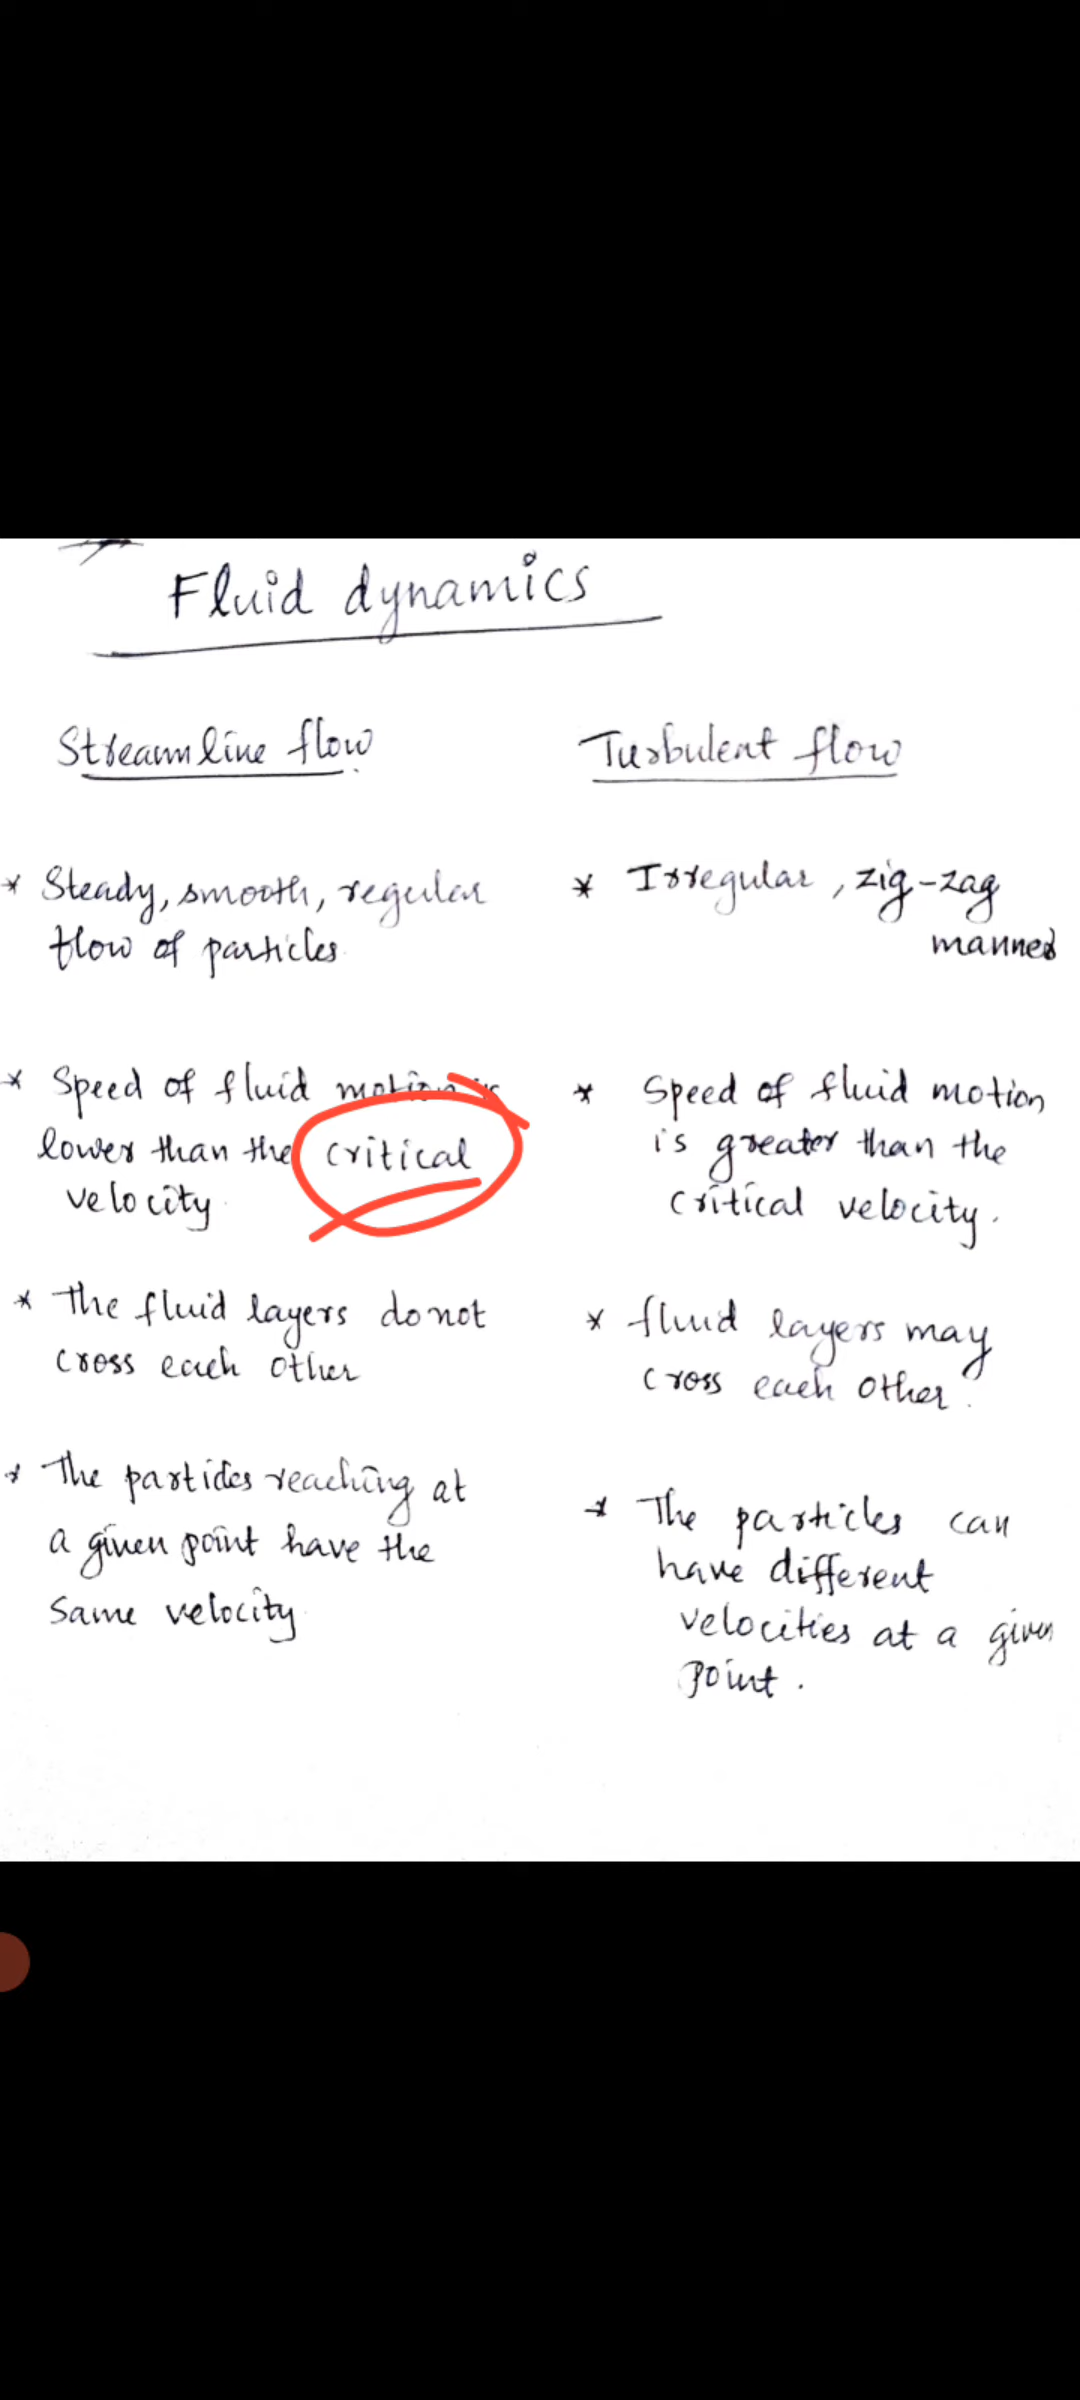 Fluid dynamics
Streamline flow
* Steady, smooth, regular
flow of particles.
* Speed of fluid motion is
lower than the critical
velocity.
* The fluid layers do not
cross each other
* The particles reaching at
a given point have the
same velocity.
Turbulent flow
* Irregular, zig-zag
manner
* Speed of fluid motion
is greater than the
critical velocity.
* fluid layers may
cross each other.
* The particles can
have different
velocities at a given
point.